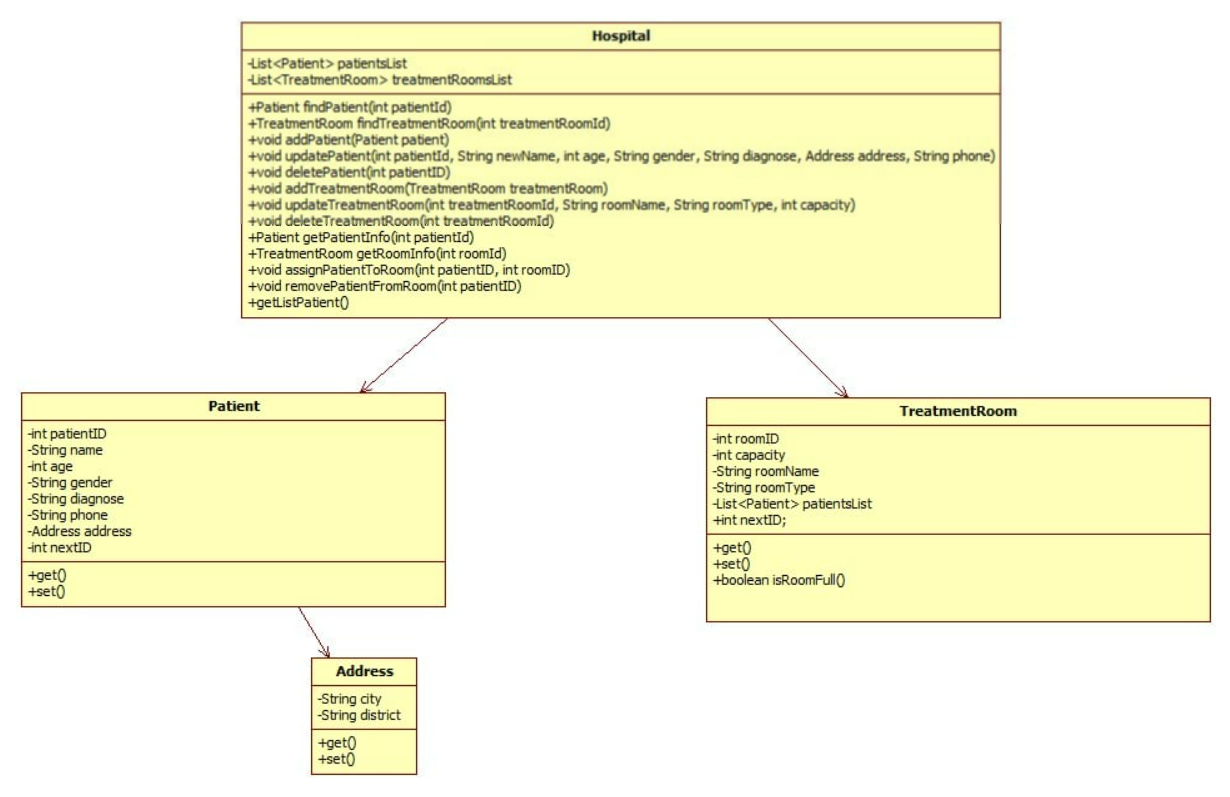 Hospital
-List<Patient> patientsList
-List<TreatmentRoom> treatmentRoomsList
+Patient findPatient(int patientId)
+TreatmentRoom findTreatmentRoom(int treatmentRoomId)
+void addPatient(Patient patient)
+void updatePatient(int patientId, String newName, int age, String gender, String diagnose, Address address, String phone)
+void deletePatient(int patientID)
+void addTreatmentRoom(TreatmentRoom treatmentRoom)
+void updateTreatmentRoom(int treatmentRoomId, String roomName, String roomType, int capacity)
+void deleteTreatmentRoom(int treatmentRoomId)
+Patient getPatientInfo(int patientId)
+TreatmentRoom getRoomInfo(int roomId)
+void assignPatientToRoom(int patientID, int roomID)
+void removePatientFromRoom(int patientID)
+getListPatient()
Patient
-int patientID
-String name
-int age
-String gender
-String diagnose
-String phone
-Address address
-int nextID
+get()
+set()
TreatmentRoom
-int roomID
-int capacity
-String roomName
-String roomType
-List<Patient> patientsList
+int nextID;
+get()
+set()
+boolean isRoomFull()
Address
-String city
-String district
+get()
+set()